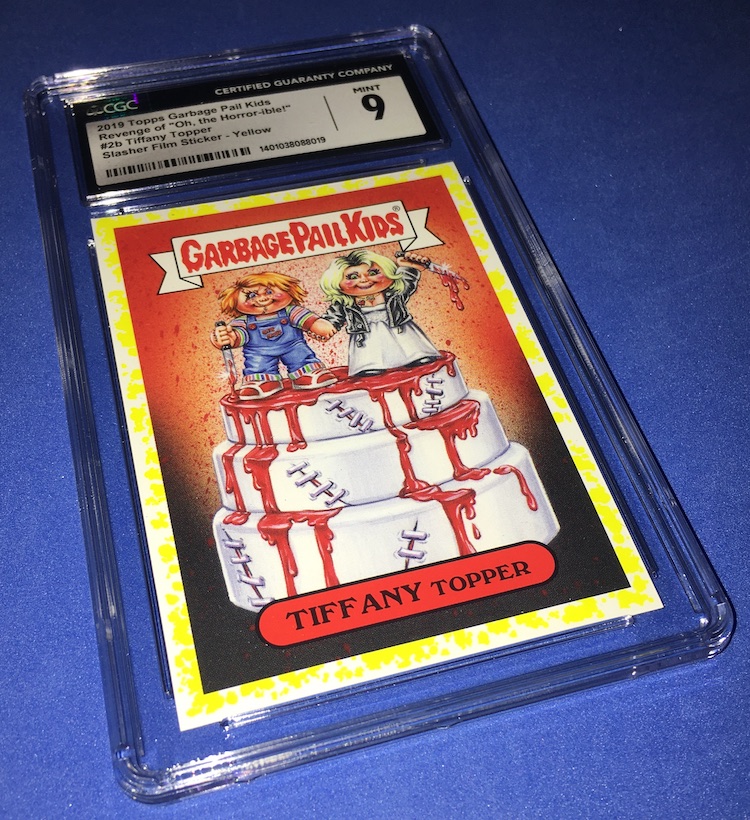 CERTIFIED GUARANTY COMPANY
CGC
2019 Topps Garbage Pail Kids
Revenge of "Oh, the Horror-ible!"
#2b Tiffany Topper
Slasher Film Sticker - Yellow
1401038088019
MINT
9
GARBAGE PAIL KIDS®
TIFFANY TOPPER